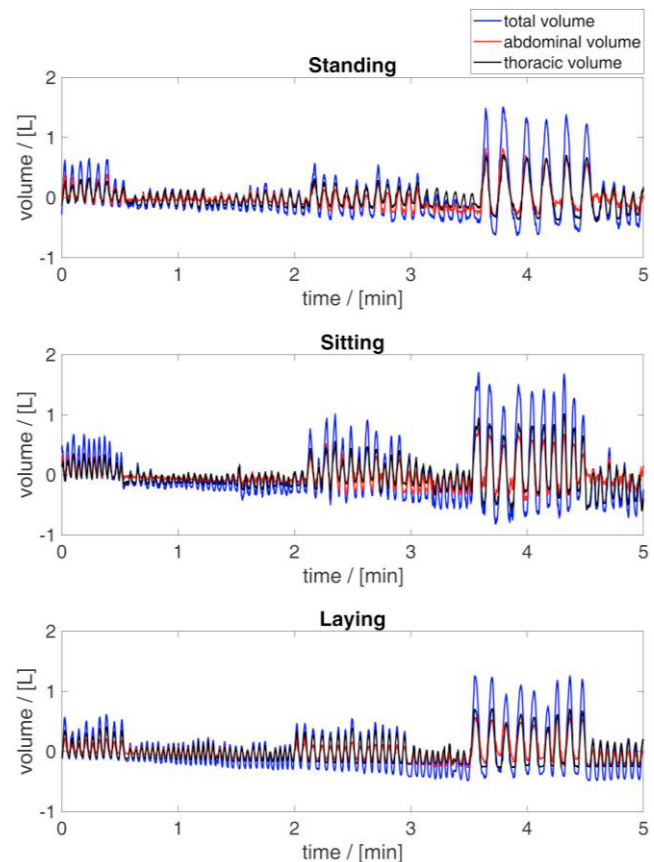 total volume
abdominal volume
thoracic volume
Standing
2
1
0
-1
volume / [L]
0 1 2 3 4 5
time / [min]
Sitting
2
1
0
-1
volume / [L]
0 1 2 3 4 5
time / [min]
Laying
2
1
0
-1
volume / [L]
0 1 2 3 4 5
time / [min]